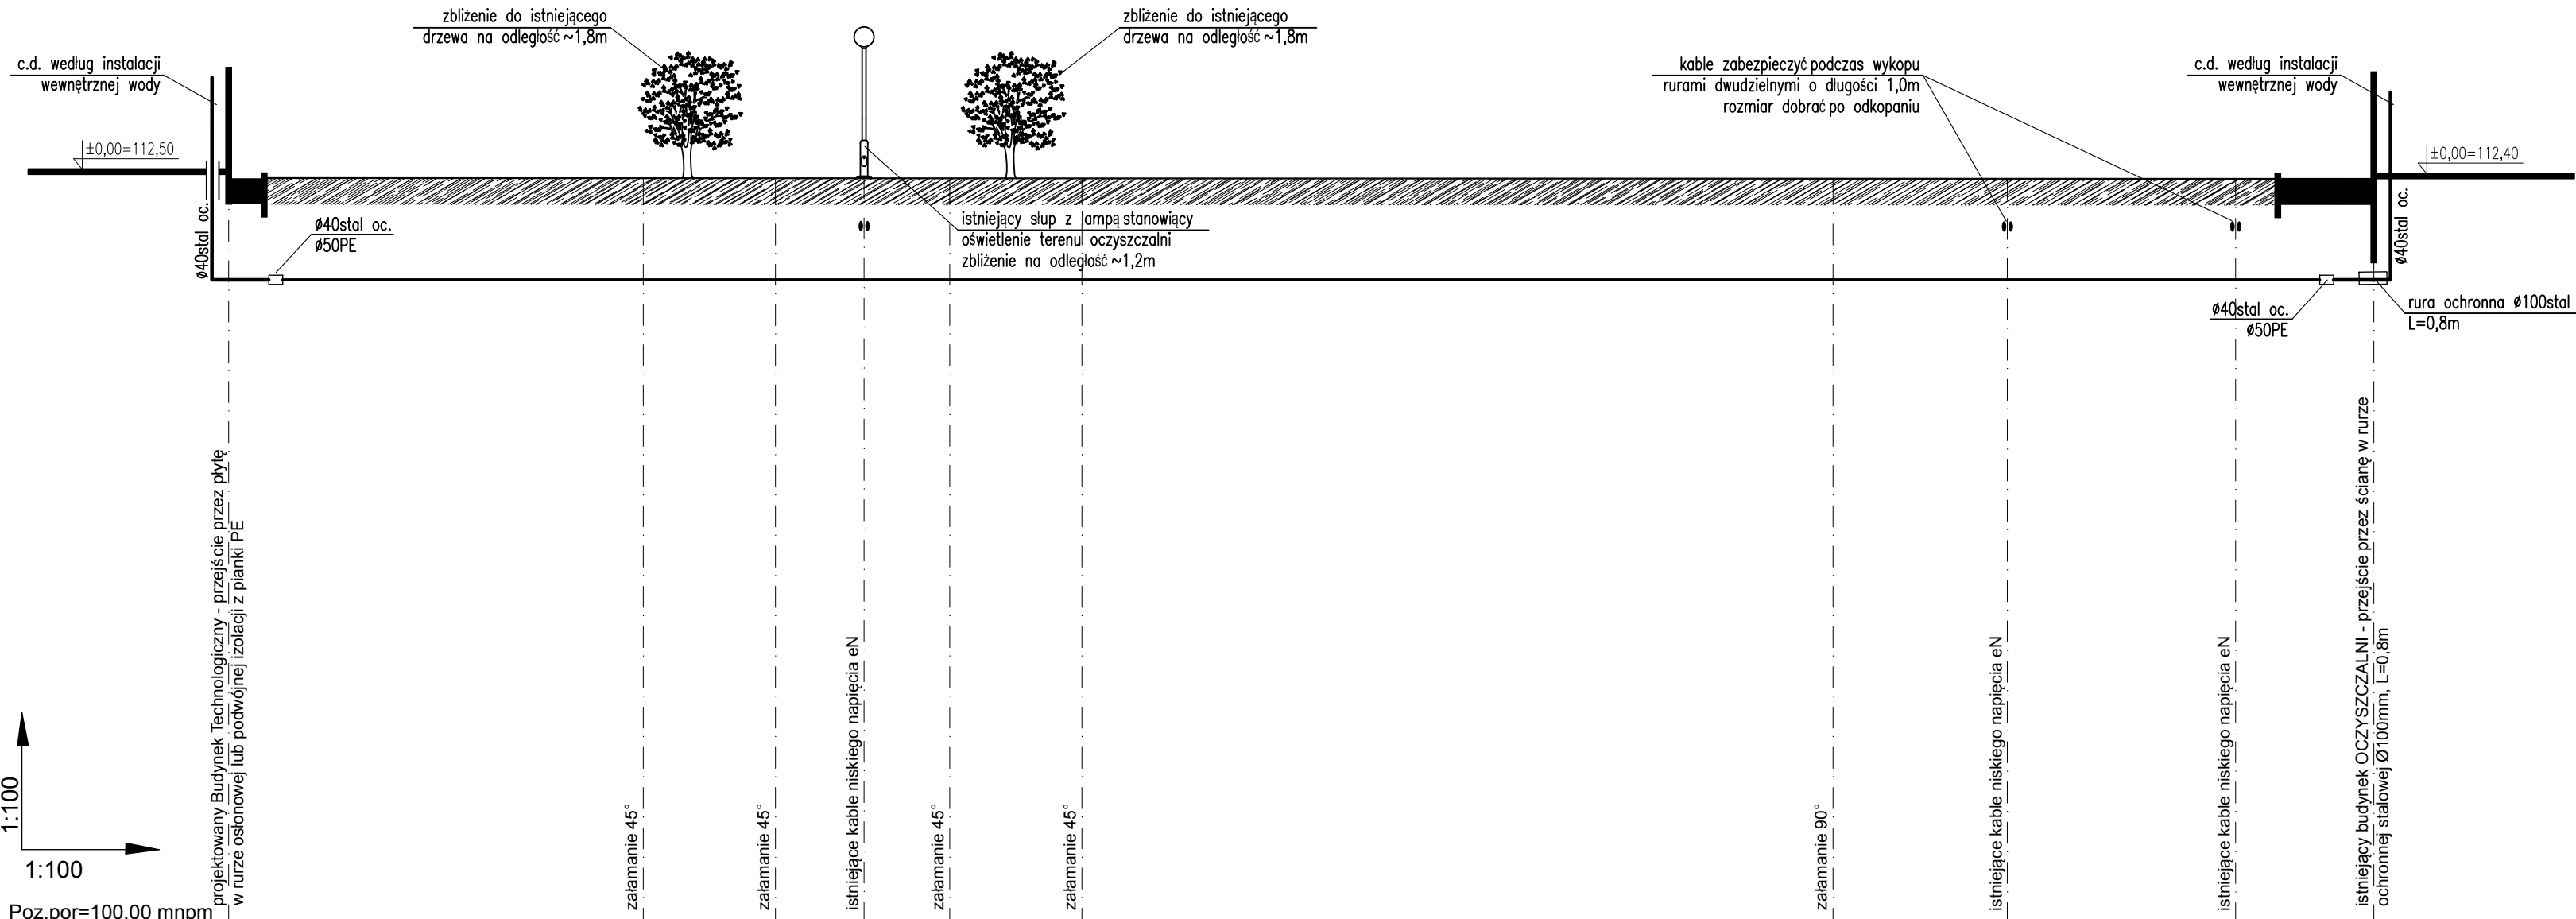 zbliżenie do istniejącego
drzewa na odległość ~1,8m
zbliżenie do istniejącego
drzewa na odległość ~1,8m
c.d. według instalacji
wewnętrznej wody
kable zabezpieczyć podczas wykopu
rurami dwudzielnymi o długości 1,0m
rozmiar dobrać po odkopaniu
c.d. według instalacji
wewnętrznej wody
±0,00=112,50
±0,00=112,40
ø40stal oc.
ø40stal oc.
ø50PE
istniejący słup z lampą stanowiący
oświetlenie terenu oczyszczalni
zbliżenie na odległość ~1,2m
ø40stal oc.
ø40stal oc.
ø50PE
rura ochronna ø100stal
L=0,8m
projektowany Budynek Technologiczny - przejście przez płytę
w rurze osłonowej lub podwójnej izolacji z pianki PE
załamanie 45°
załamanie 45°
istniejące kable niskiego napięcia eN
załamanie 45°
załamanie 45°
załamanie 90°
istniejące kable niskiego napięcia eN
istniejące kable niskiego napięcia eN
istniejący budynek OCZYSZCZALNI - przejście przez ścianę w rurze
ochronnej stalowej Ø100mm, L=0,8m
1:100
1:100
Poz.por=100.00 mnpm